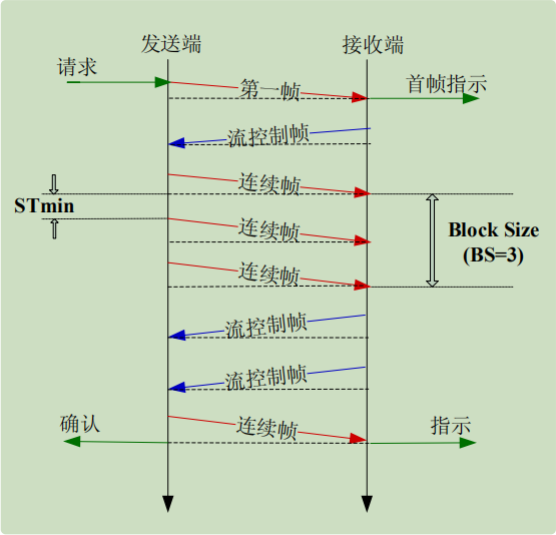 发送端
接收端
请求
第一帧
首帧指示
流控制帧
连续帧
STmin
连续帧
Block Size
(BS=3)
连续帧
流控制帧
流控制帧
确认
连续帧
指示